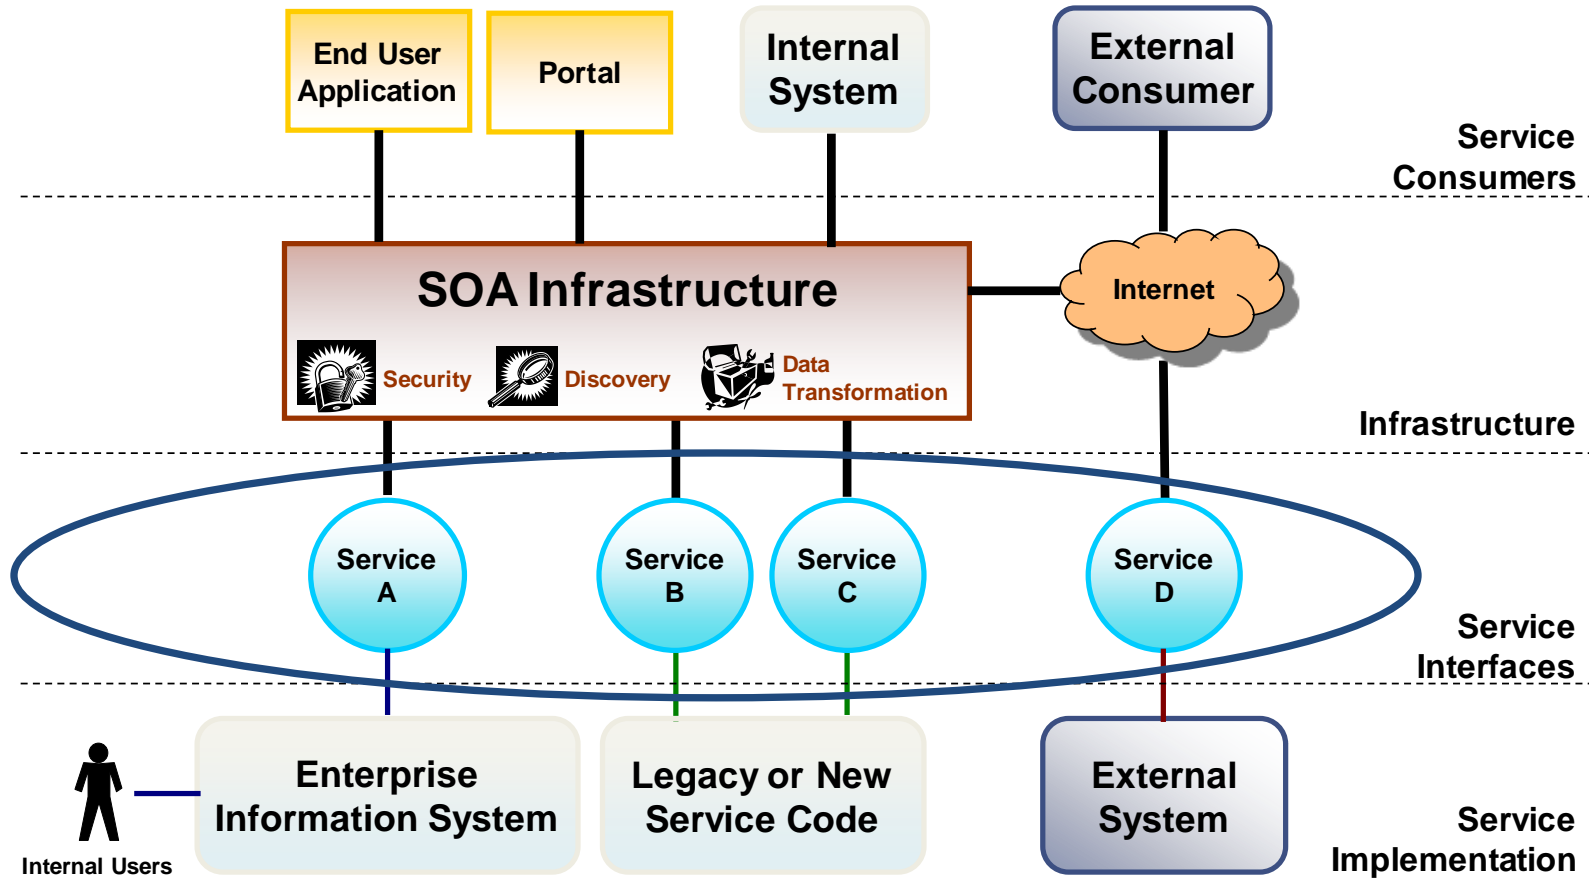 End User
Application
Portal
Internal
System
External
Consumer
Service
Consumers
SOA Infrastructure
Internet
Security
Discovery
Data
Transformation
Infrastructure
Service
A
Service
B
Service
C
Service
D
Service
Interfaces
Enterprise
Information System
Legacy or New
Service Code
External
System
Internal Users
Service
Implementation